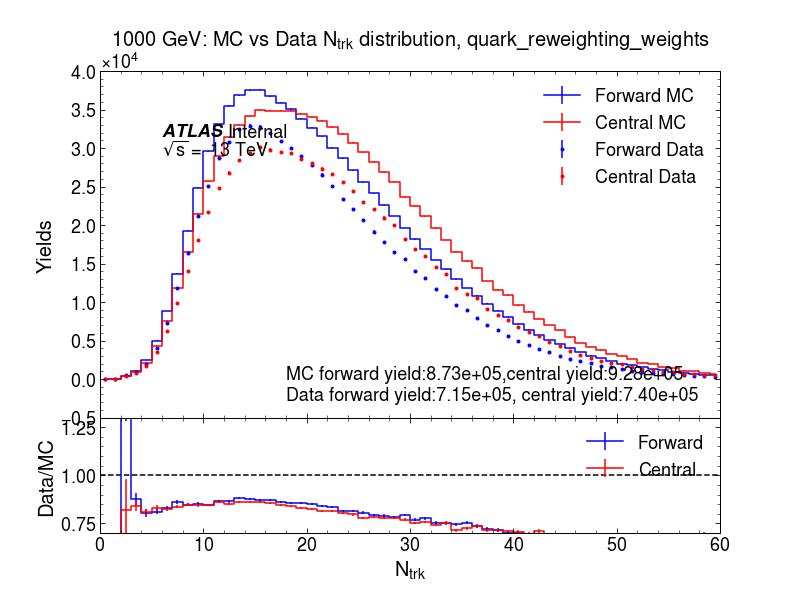 1000 GeV: MC vs Data Ntrk distribution, quark_reweighting_weights
×10⁴
4.0
3.5
3.0
2.5
2.0
1.5
1.0
0.5
0.0
0.5
Yields
ATLAS Internal
√s = 13 TeV
Forward MC
Central MC
Forward Data
Central Data
MC forward yield:8.73e+05,central yield:9.28e+05
Data forward yield:7.15e+05, central yield:7.40e+05
1.25
1.00
0.75
Data/MC
Forward
Central
0 10 20 30 40 50 60
Ntrk